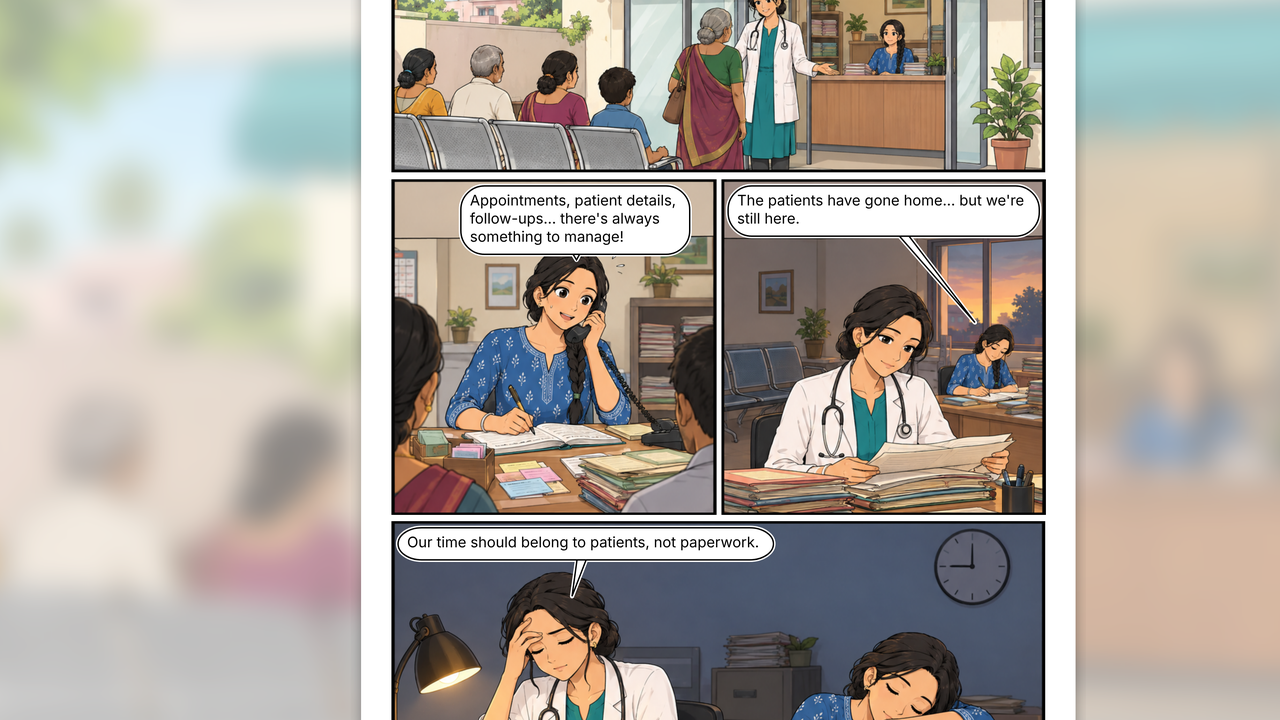 Appointments, patient details,
follow-ups... there's always
something to manage!
The patients have gone home... but we're
still here.
Our time should belong to patients, not paperwork.